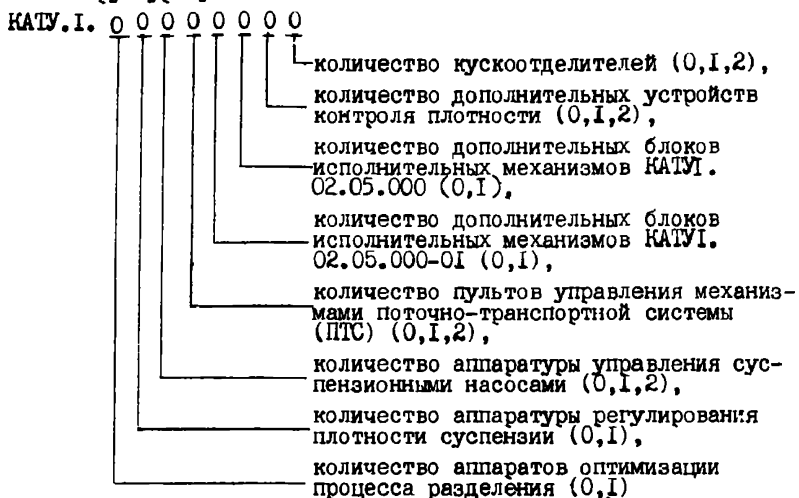 КАТУ.I. 0 0 0 0 0 0 0 0
количество кускоотделителей (0,I,2),
количество дополнительных устройств
контроля плотности (0,I,2),
количество дополнительных блоков
исполнительных механизмов КАТУI.
02.05.000 (0,I),
количество дополнительных блоков
исполнительных механизмов КАТУI.
02.05.000-0I (0,I),
количество пультов управления механиз-
мами поточно-транспортной системы
(ПТС) (0,I,2),
количество аппаратуры управления сус-
пензионными насосами (0,I,2),
количество аппаратуры регулирования
плотности суспензии (0,I),
количество аппаратов оптимизации
процесса разделения (0,I)